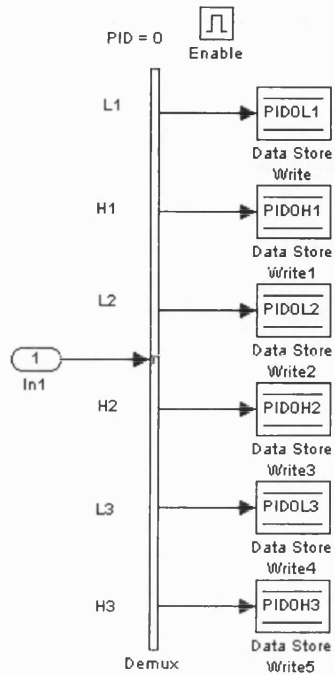 PID = 0
Enable
L1
PIDOL1
Data Store
Write
H1
PIDOH1
Data Store
Write1
L2
PIDOL2
Data Store
Write2
1
In1
H2
PIDOH2
Data Store
Write3
L3
PIDOL3
Data Store
Write4
H3
PIDOH3
Data Store
Write5
Demux